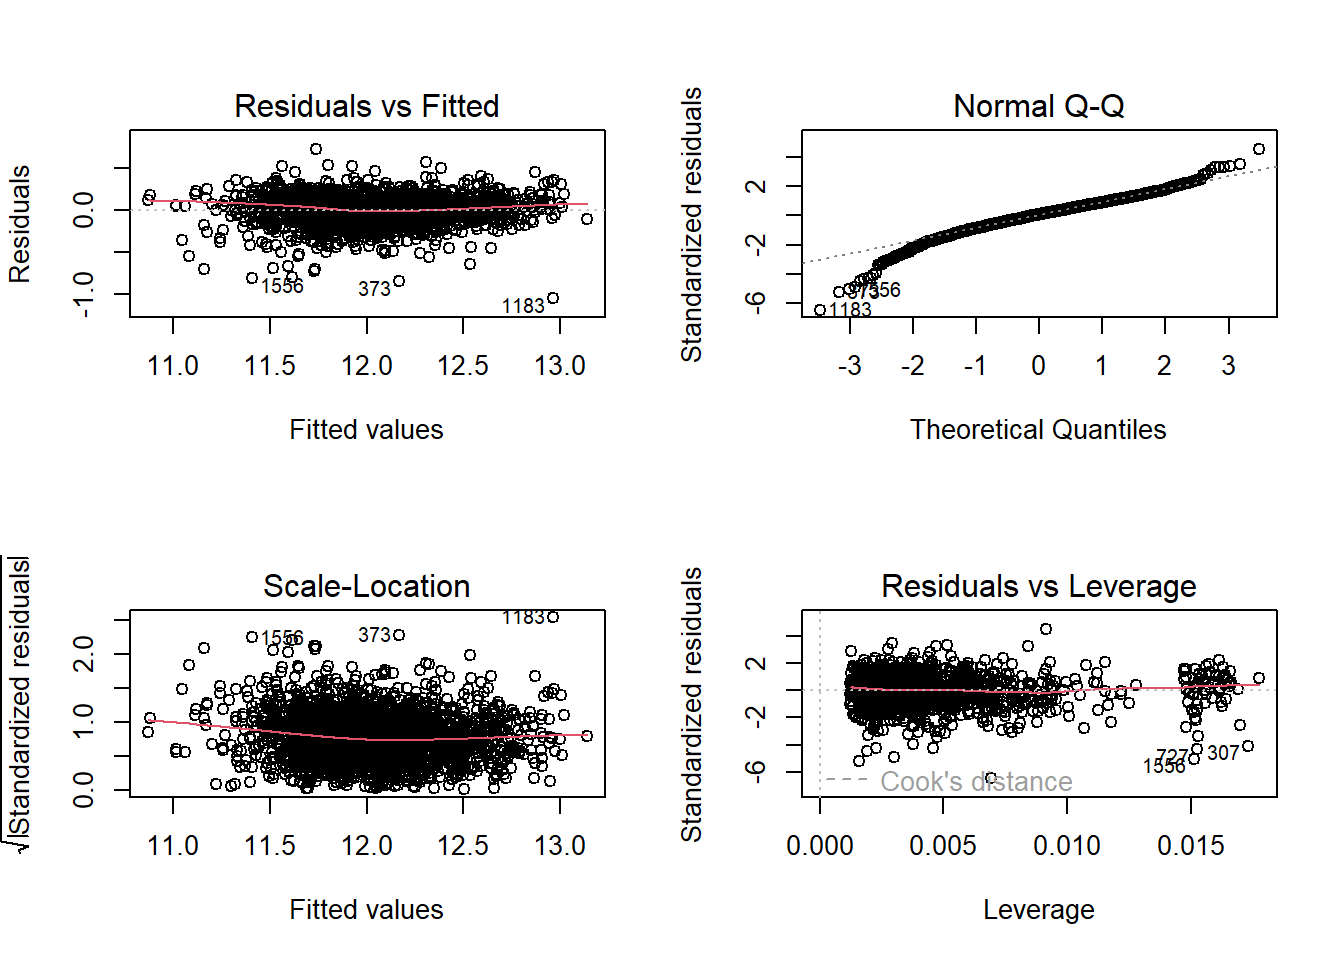 Residuals vs Fitted
Residuals
0.0
-1.0
1556
373
1183
11.0 11.5 12.0 12.5 13.0
Fitted values
Normal Q-Q
Standardized residuals
2
-2
-6
1183
-3 -2 -1 0 1 2 3
Theoretical Quantiles
Scale-Location
√|Standardized residuals|
2.0
1.0
0.0
1556
373
1183
11.0 11.5 12.0 12.5 13.0
Fitted values
Residuals vs Leverage
Standardized residuals
2
-2
-6
727
307
1556
Cook's distance
0.000 0.005 0.010 0.015
Leverage